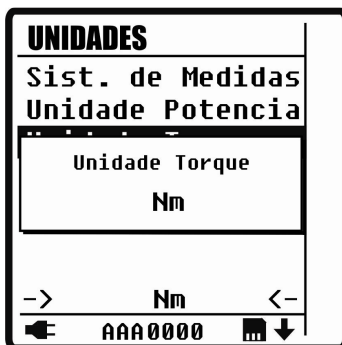 UNIDADES
Sist. de Medidas
Unidade Potencia
Unidade Torque
Nm
-> Nm <-
AAA0000